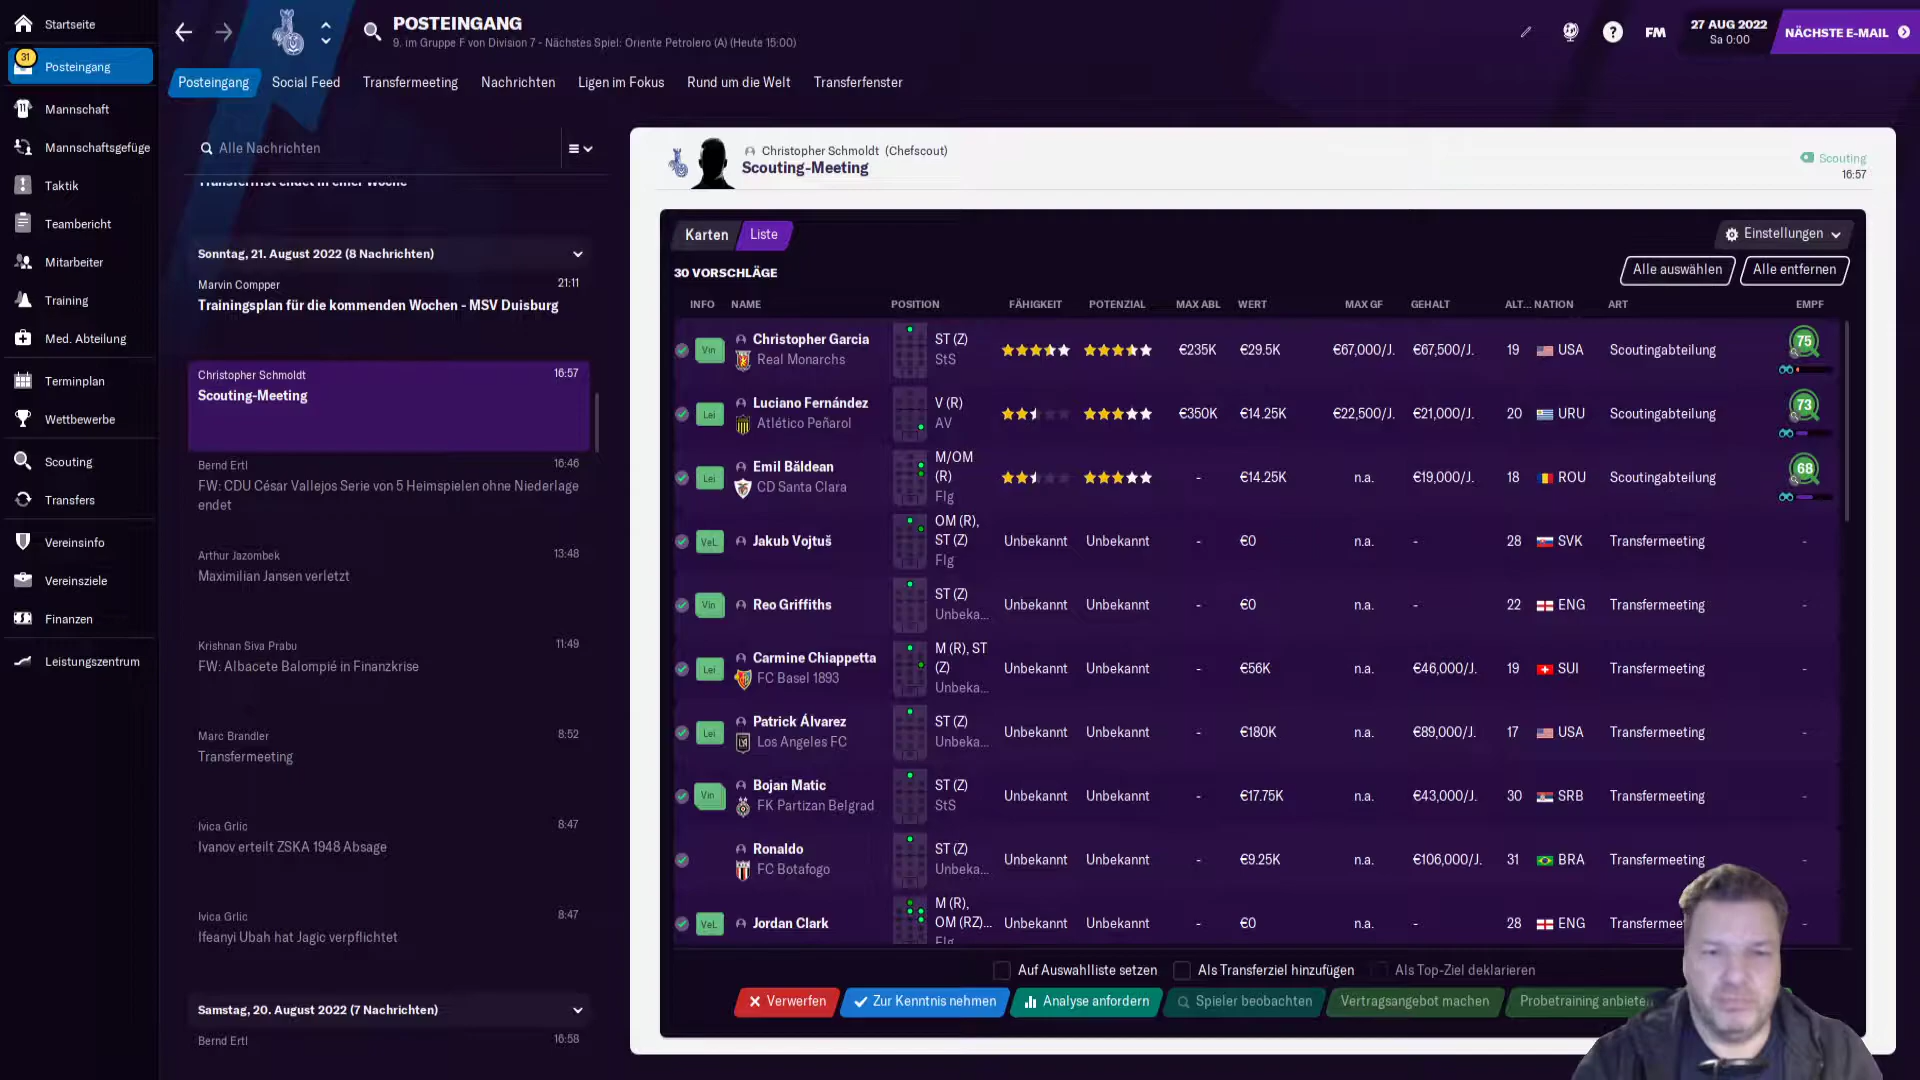 Startseite
31
Posteingang
Mannschaft
Mannschaftsgefüge
Taktik
Teambericht
Mitarbeiter
Training
Med. Abteilung
Terminplan
Wettbewerbe
Scouting
Transfers
Vereinsinfo
Vereinsziele
Finanzen
Leistungszentrum
POSTEINGANG
9. im Gruppe F von Division 7 - Nächstes Spiel: Oriente Petrolero (A) (Heute 15:00)
FM
27 AUG 2022
Sa 0:00
NÄCHSTE E-MAIL
Posteingang Social Feed Transfermeeting Nachrichten Ligen im Fokus Rund um die Welt Transferfenster
Alle Nachrichten
Transferfrist endet in einer Woche
Sonntag, 21. August 2022 (8 Nachrichten)
Marvin Compper 21:11
Trainingsplan für die kommenden Wochen - MSV Duisburg
Christopher Schmoldt 16:57
Scouting-Meeting
Bernd Ertl 16:46
FW: CDU César Vallejos Serie von 5 Heimspielen ohne Niederlage
endet
Arthur Jazombek 13:48
Maximilian Jansen verletzt
Krishnan Siva Prabu 11:49
FW: Albacete Balompié in Finanzkrise
Marc Brandler 8:52
Transfermeeting
Ivica Grlic 8:47
Ivanov erteilt ZSKA 1948 Absage
Ivica Grlic 8:47
Ifeanyi Ubah hat Jagic verpflichtet
Samstag, 20. August 2022 (7 Nachrichten)
Bernd Ertl 16:58
Christopher Schmoldt (Chefscout)
Scouting-Meeting
Scouting
16:57
Karten Liste
Einstellungen
30 VORSCHLÄGE
Alle auswählen Alle entfernen
INFO NAME POSITION FÄHIGKEIT POTENZIAL MAX ABL WERT MAX GF GEHALT ALT... NATION ART EMPF
Vin Christopher Garcia ST (Z) €235K €29.5K €67,000/J. €67,500/J. 19 USA Scoutingabteilung 75
Real Monarchs StS
Lei Luciano Fernández V (R) €350K €14.25K €22,500/J. €21,000/J. 20 URU Scoutingabteilung 73
Atlético Peñarol AV
Lei Emil Băldean M/OM (R) - €14.25K n.a. €19,000/J. 18 ROU Scoutingabteilung 68
CD Santa Clara Flg
VeL Jakub Vojtuš OM (R), ST (Z) Unbekannt Unbekannt - €0 n.a. - 28 SVK Transfermeeting -
Flg
Vin Reo Griffiths ST (Z) Unbekannt Unbekannt - €0 n.a. - 22 ENG Transfermeeting -
Unbeka...
Lei Carmine Chiappetta M (R), ST (Z) Unbekannt Unbekannt - €56K n.a. €46,000/J. 19 SUI Transfermeeting -
FC Basel 1893 Unbeka...
Lei Patrick Álvarez ST (Z) Unbekannt Unbekannt - €180K n.a. €89,000/J. 17 USA Transfermeeting -
Los Angeles FC Unbeka...
Vin Bojan Matic ST (Z) Unbekannt Unbekannt - €17.75K n.a. €43,000/J. 30 SRB Transfermeeting -
FK Partizan Belgrad StS
Ronaldo ST (Z) Unbekannt Unbekannt - €9.25K n.a. €106,000/J. 31 BRA Transfermeeting -
FC Botafogo Unbeka...
VeL Jordan Clark M (R), OM (RZ)... Unbekannt Unbekannt - €0 n.a. - 28 ENG Transfermee -
Flg
Auf Auswahlliste setzen Als Transferziel hinzufügen Als Top-Ziel deklarieren
Verwerfen Zur Kenntnis nehmen Analyse anfordern Spieler beobachten Vertragsangebot machen Probetraining anbieten